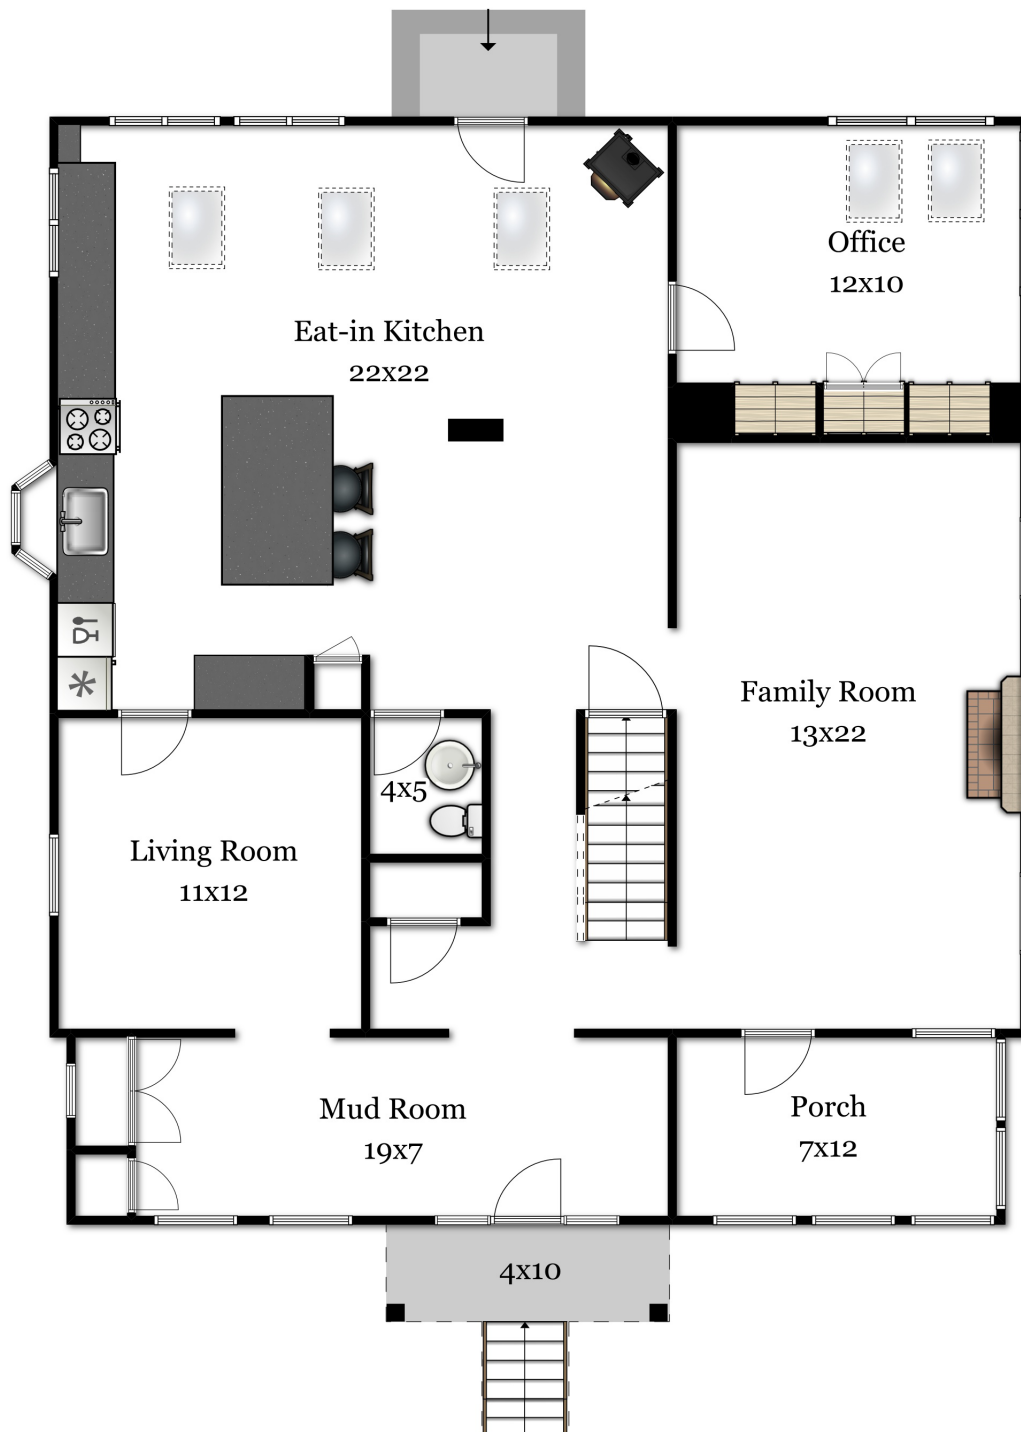 Office
12x10
Eat-in Kitchen
22x22
Family Room
13x22
4x5
Living Room
11x12
Mud Room
19x7
Porch
7x12
4x10